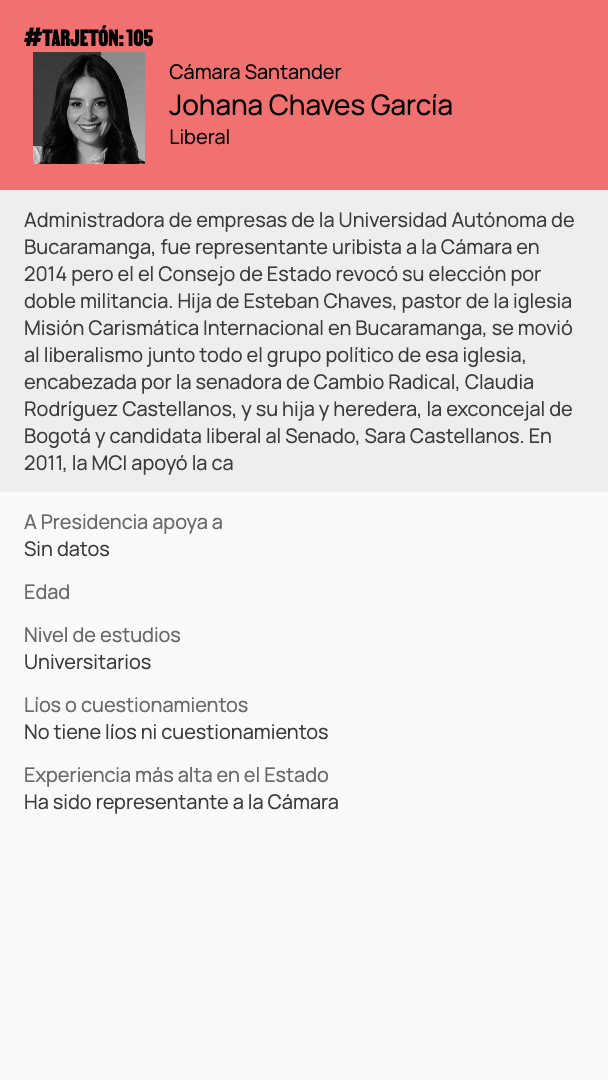 #TARJETÓN: 105
Cámara Santander
Johana Chaves García
Liberal
Administradora de empresas de la Universidad Autónoma de
Bucaramanga, fue representante uribista a la Cámara en
2014 pero el el Consejo de Estado revocó su elección por
doble militancia. Hija de Esteban Chaves, pastor de la iglesia
Misión Carismática Internacional en Bucaramanga, se movió
al liberalismo junto todo el grupo político de esa iglesia,
encabezada por la senadora de Cambio Radical, Claudia
Rodríguez Castellanos, y su hija y heredera, la exconcejal de
Bogotá y candidata liberal al Senado, Sara Castellanos. En
2011, la MCI apoyó la ca
A Presidencia apoya a
Sin datos
Edad
Nivel de estudios
Universitarios
Líos o cuestionamientos
No tiene líos ni cuestionamientos
Experiencia más alta en el Estado
Ha sido representante a la Cámara